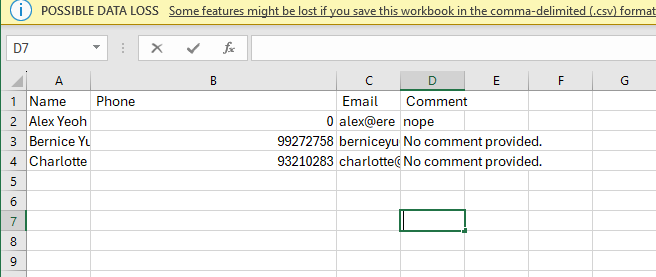 POSSIBLE DATA LOSS Some features might be lost if you save this workbook in the comma-delimited (.csv) format
D7 fx
A B C D E F G
1 Name Phone Email Comment
2 Alex Yeoh 0 alex@ere nope
3 Bernice Yu 99272758 berniceyu No comment provided.
4 Charlotte 93210283 charlotte@ No comment provided.
5
6
7
8
9